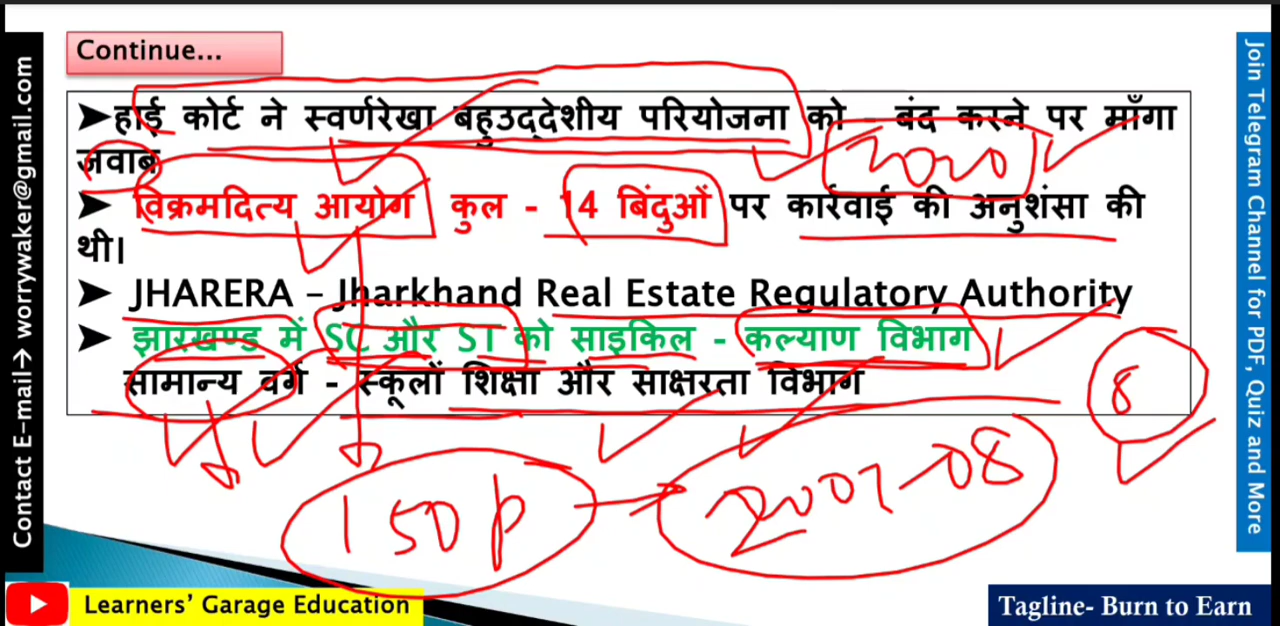 Continue...
➤हाई कोर्ट ने स्वर्णरेखा बहुउद्देशीय परियोजना को - बंद करने पर माँगा
जवाब
2020
➤ विक्रमदित्य आयोग कुल - 14 बिंदुओं पर कार्रवाई की अनुशंसा की
थी।
➤ JHARERA – Jharkhand Real Estate Regulatory Authority
➤ झारखण्ड में SC और ST को साइकिल - कल्याण विभाग
सामान्य वर्ग - स्कूलों शिक्षा और साक्षरता विभाग
8
150 p
2007-08
Contact E-mail→ worrywaker@gmail.com
Join Telegram Channel for PDF, Quiz and More
Learners’ Garage Education
Tagline- Burn to Earn